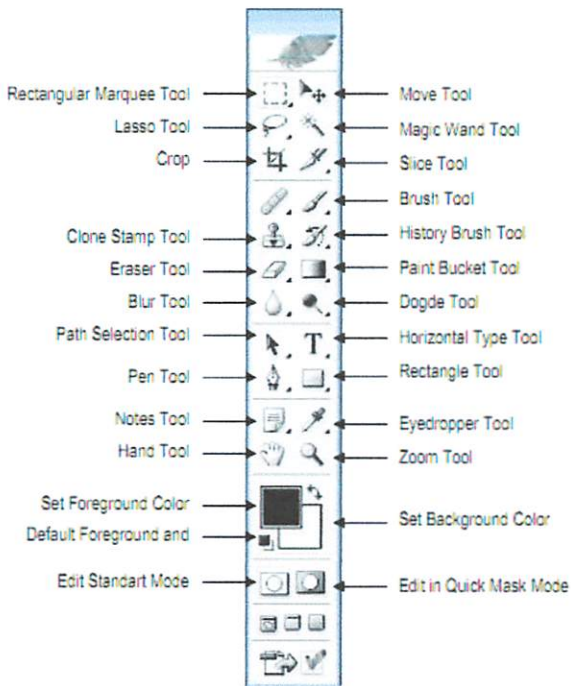 Rectangular Marquee Tool
Move Tool
Lasso Tool
Magic Wand Tool
Crop
Slice Tool
Brush Tool
Clone Stamp Tool
History Brush Tool
Eraser Tool
Paint Bucket Tool
Blur Tool
Dogde Tool
Path Selection Tool
T
Horizontal Type Tool
Pen Tool
Rectangle Tool
Notes Tool
Eyedropper Tool
Hand Tool
Zoom Tool
Set Foreground Color
Set Background Color
Default Foreground and
Edit Standart Mode
Edit in Quick Mask Mode